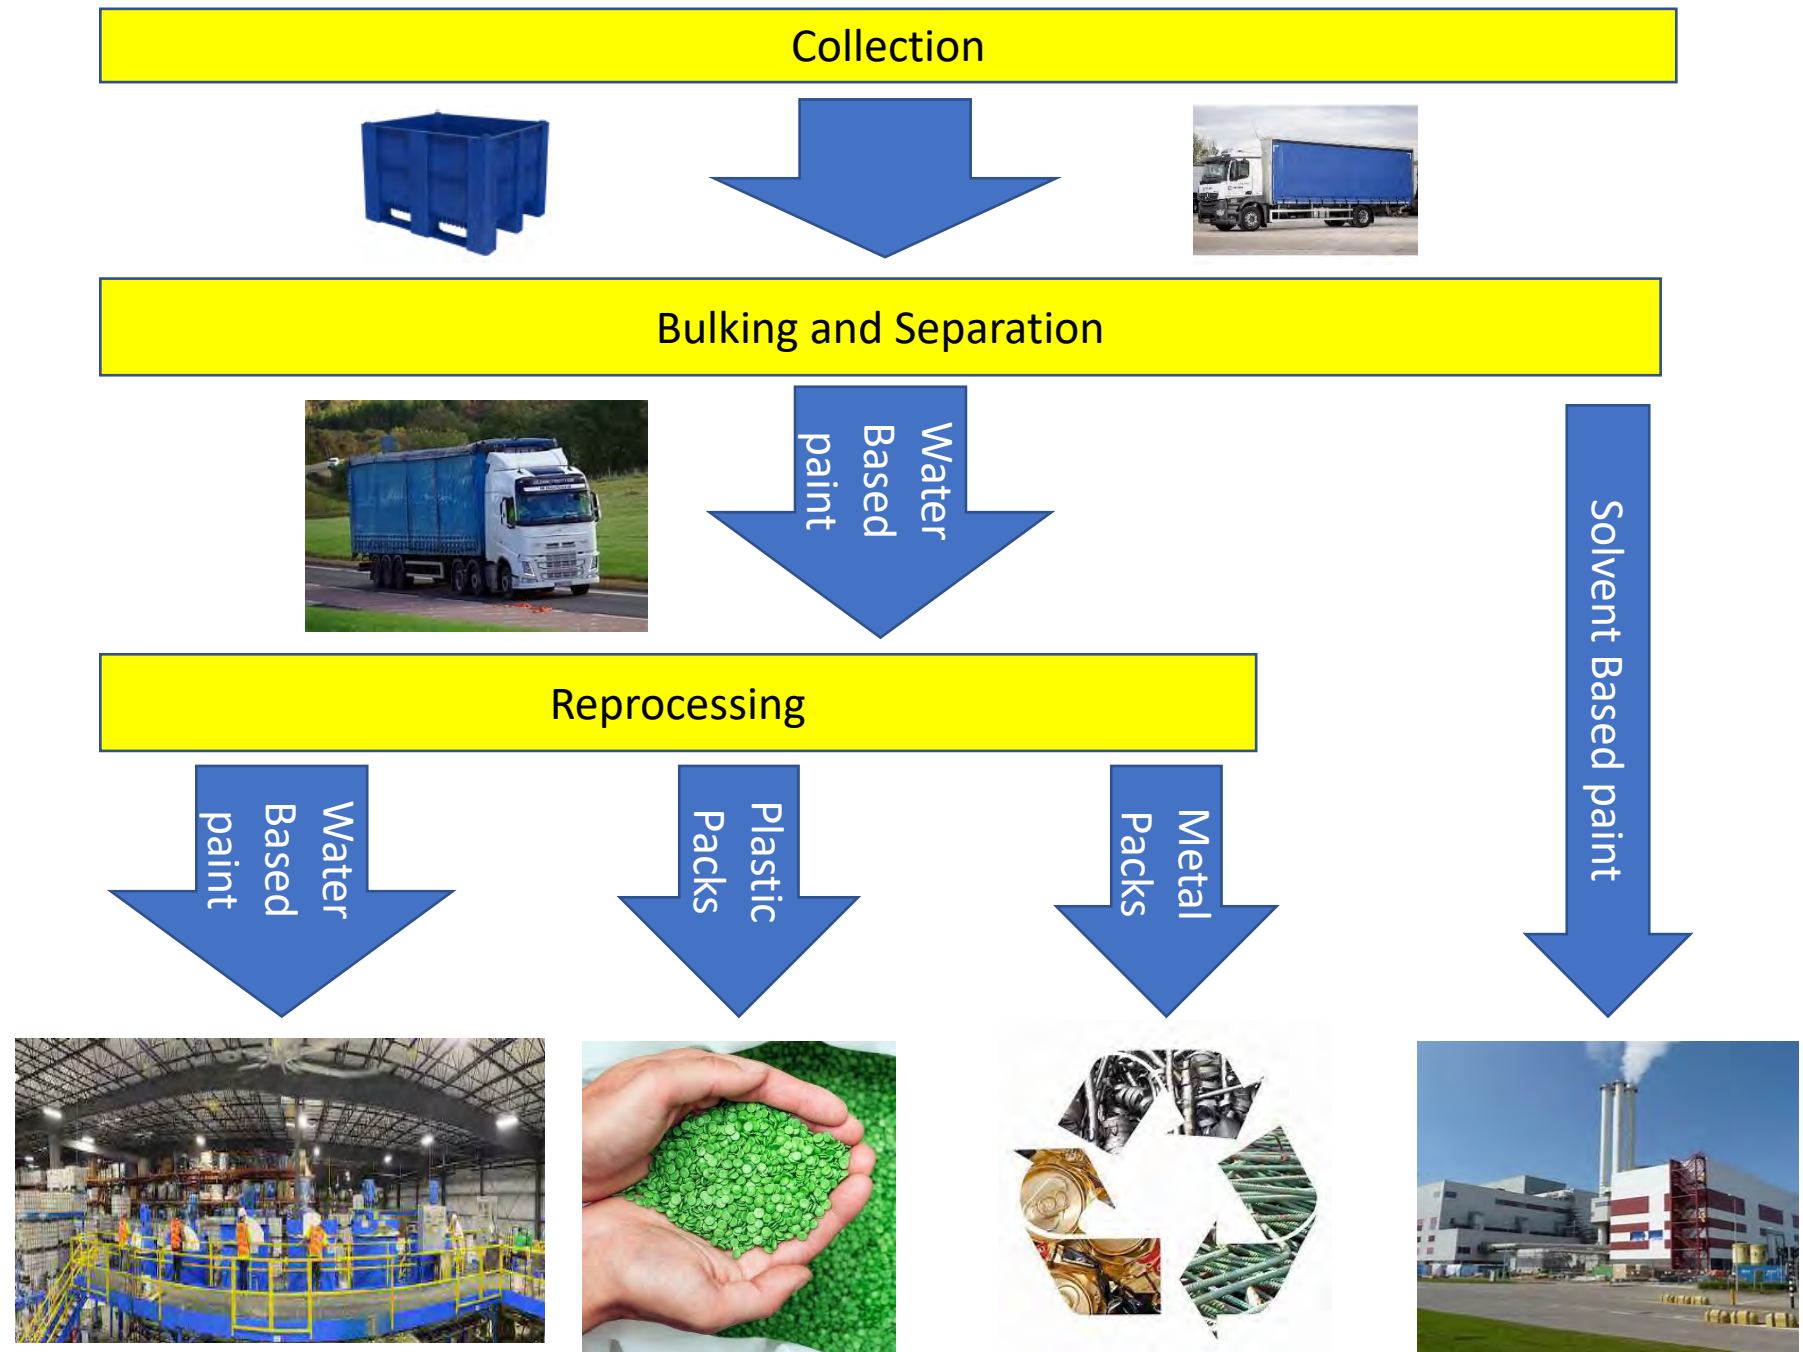 Collection
Bulking and Separation
Water
Based
paint
Solvent Based paint
Reprocessing
Water
Based
paint
Plastic
Packs
Metal
Packs